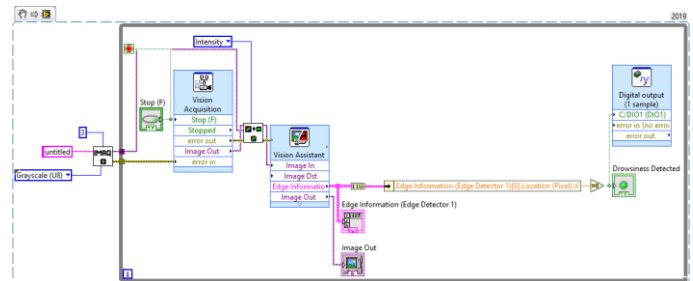 2019
Intensity
Stop (F)
Vision
Acquisition
Stop (F)
Stopped
error out
Image Out
error in
3
untitled
IMAQ
Grayscale (U8)
Vision Assistant
Image In
Image Dst
Edge Informatio
Image Out
Edge Information (Edge Detector 1)[0].Location (Pixel).X
Edge Information (Edge Detector 1)
Image Out
Digital output
(1 sample)
C/DIO1 (DIO1)
error in (no erro
error out
Drowsiness Detected
i